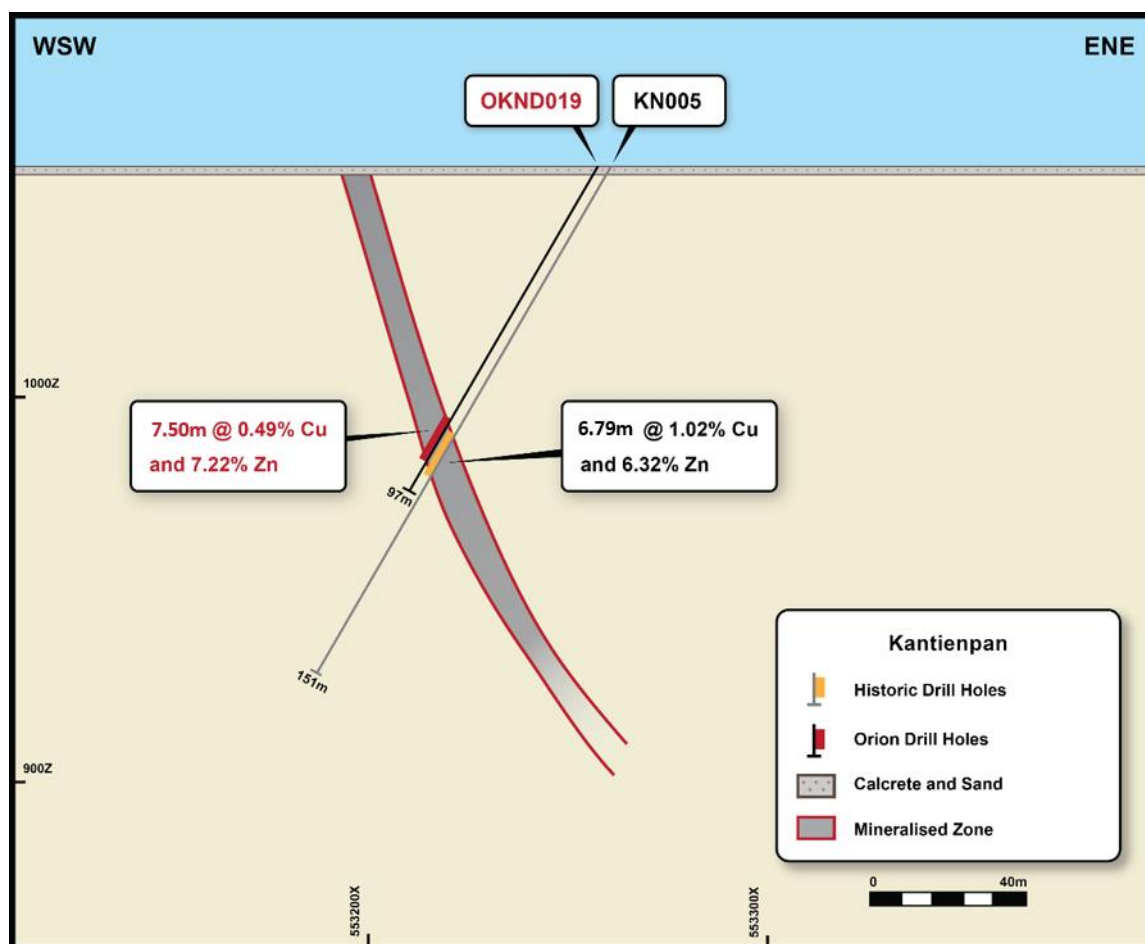 WSW
ENE
OKND019
KN005
1000Z
7.50m @ 0.49% Cu
and 7.22% Zn
6.79m @ 1.02% Cu
and 6.32% Zn
97m
151m
900Z
Kantienpan
Historic Drill Holes
Orion Drill Holes
Calcrete and Sand
Mineralised Zone
0
40m
553200X
553300X